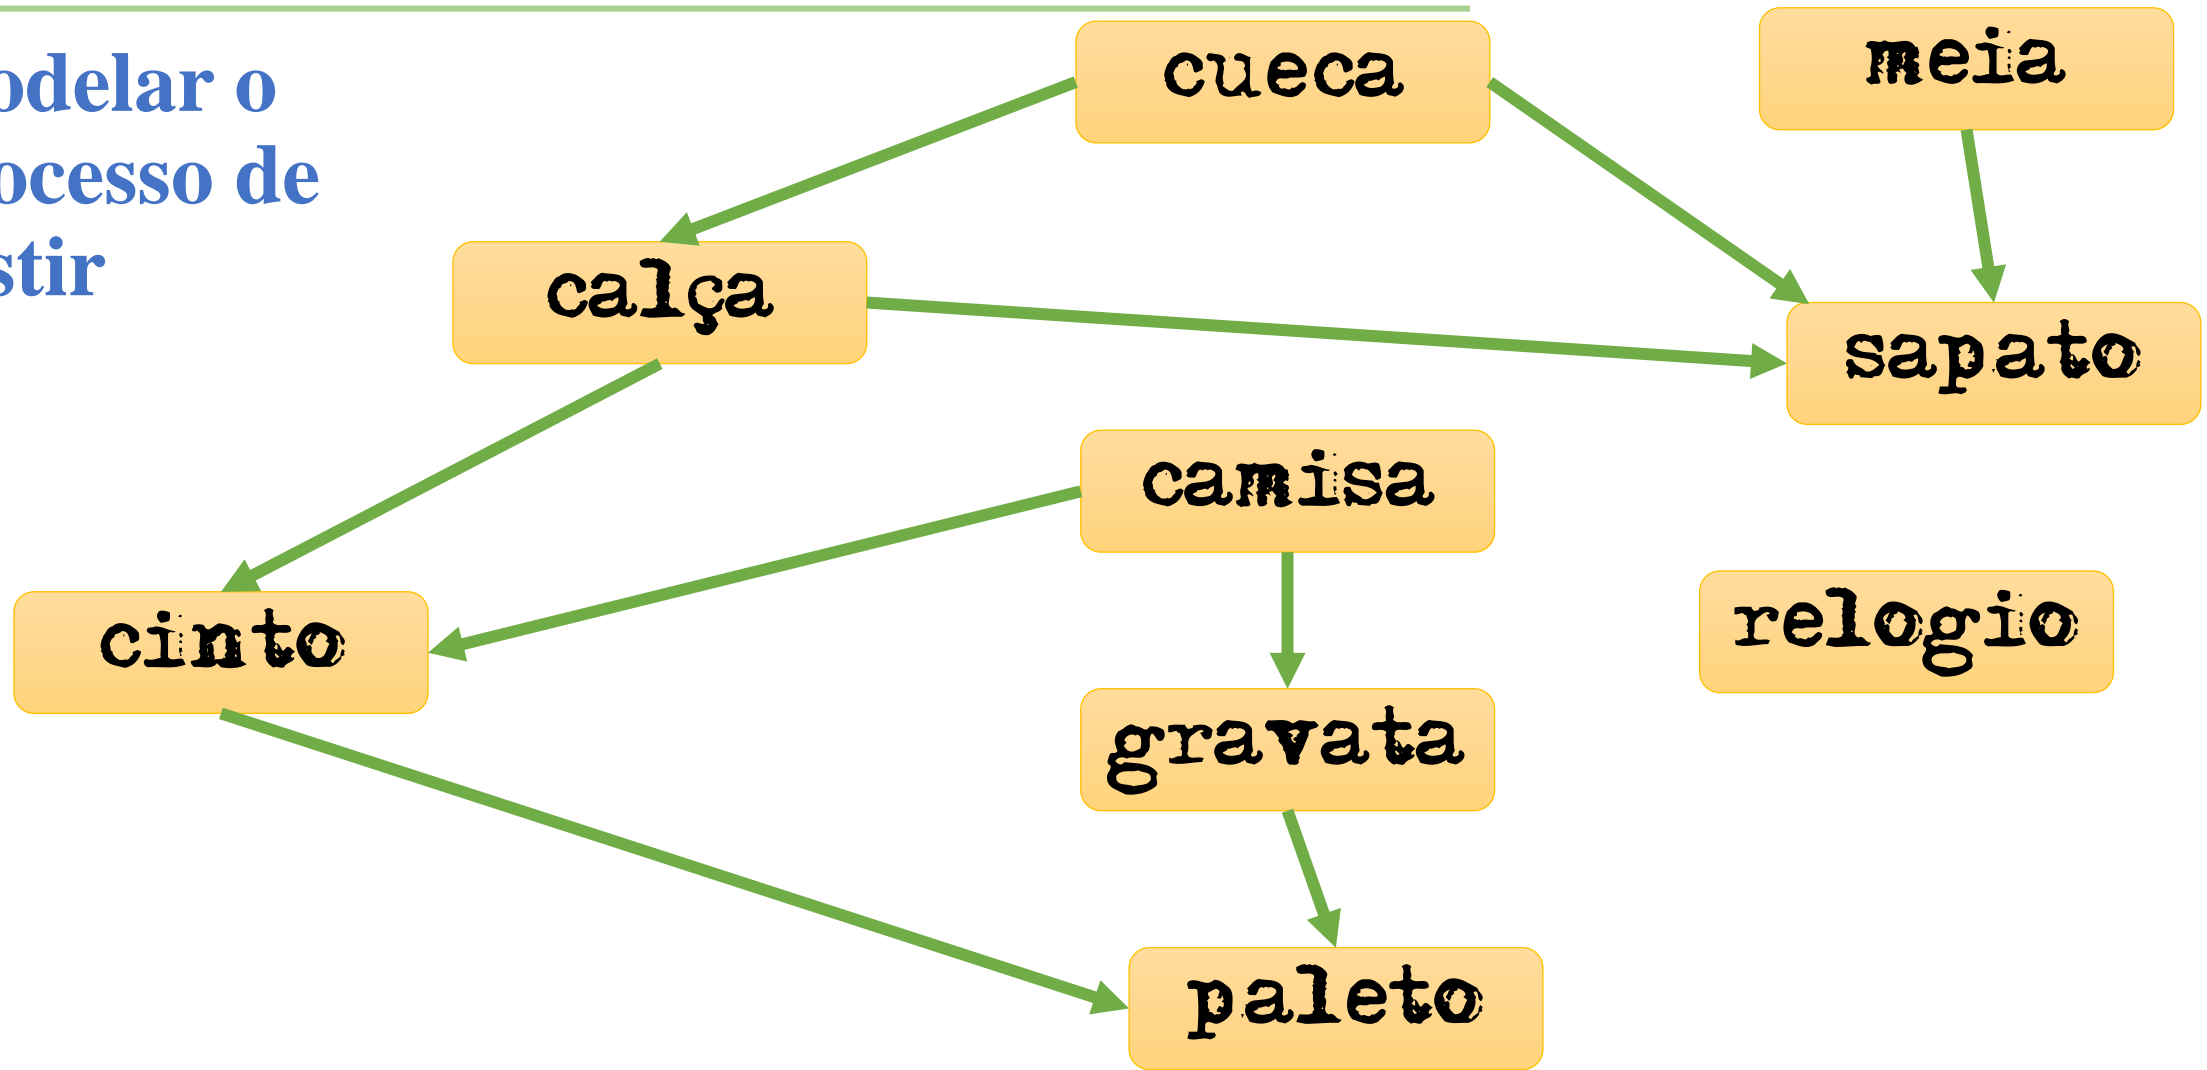 odelar o
ocesso de
stir
cueca
meia
calça
sapato
camisa
relogio
cinto
gravata
paleto